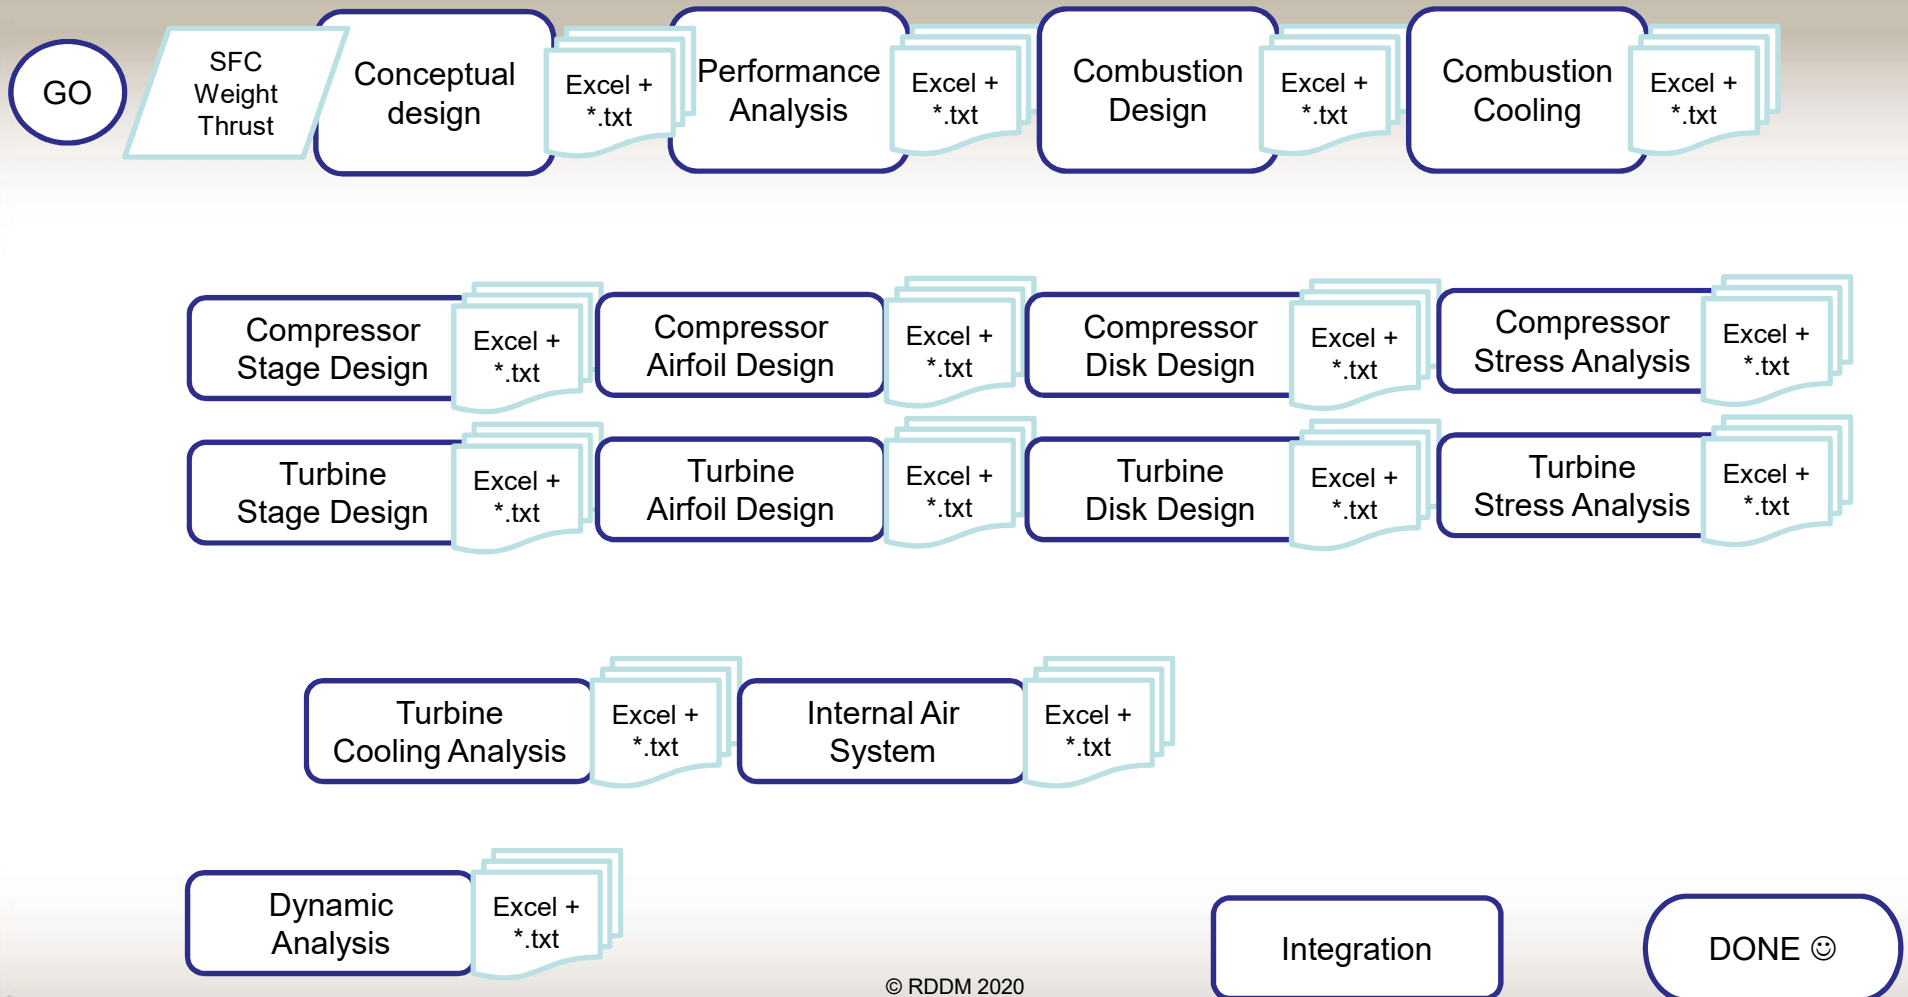 GO
SFC
Weight
Thrust
Conceptual
design
Excel +
*.txt
Performance
Analysis
Excel +
*.txt
Combustion
Design
Excel +
*.txt
Combustion
Cooling
Excel +
*.txt
Compressor
Stage Design
Excel +
*.txt
Compressor
Airfoil Design
Excel +
*.txt
Compressor
Disk Design
Excel +
*.txt
Compressor
Stress Analysis
Excel +
*.txt
Turbine
Stage Design
Excel +
*.txt
Turbine
Airfoil Design
Excel +
*.txt
Turbine
Disk Design
Excel +
*.txt
Turbine
Stress Analysis
Excel +
*.txt
Turbine
Cooling Analysis
Excel +
*.txt
Internal Air
System
Excel +
*.txt
Dynamic
Analysis
Excel +
*.txt
Integration
DONE ☺
© RDDM 2020